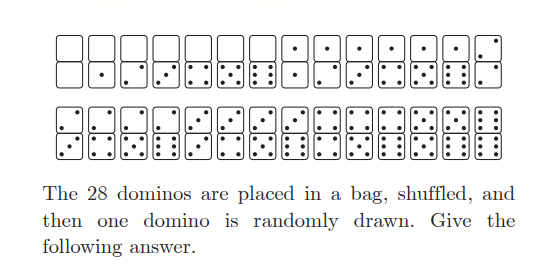 The 28 dominos are placed in a bag, shuffled, and
then one domino is randomly drawn. Give the
following answer.